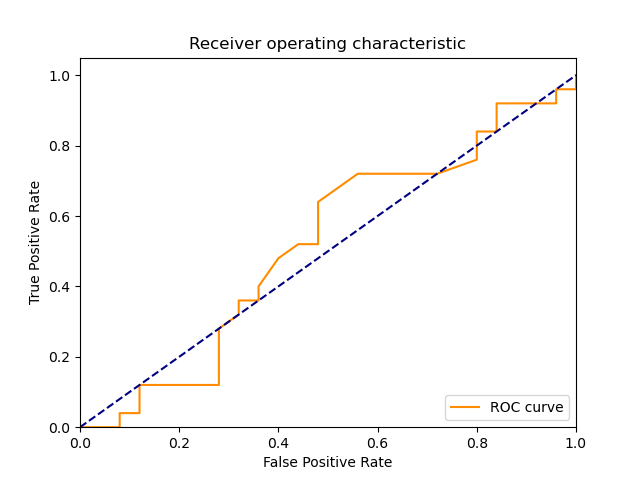 Receiver operating characteristic
1.0
0.8
0.6
0.4
0.2
0.0
True Positive Rate
ROC curve
0.0 0.2 0.4 0.6 0.8 1.0
False Positive Rate